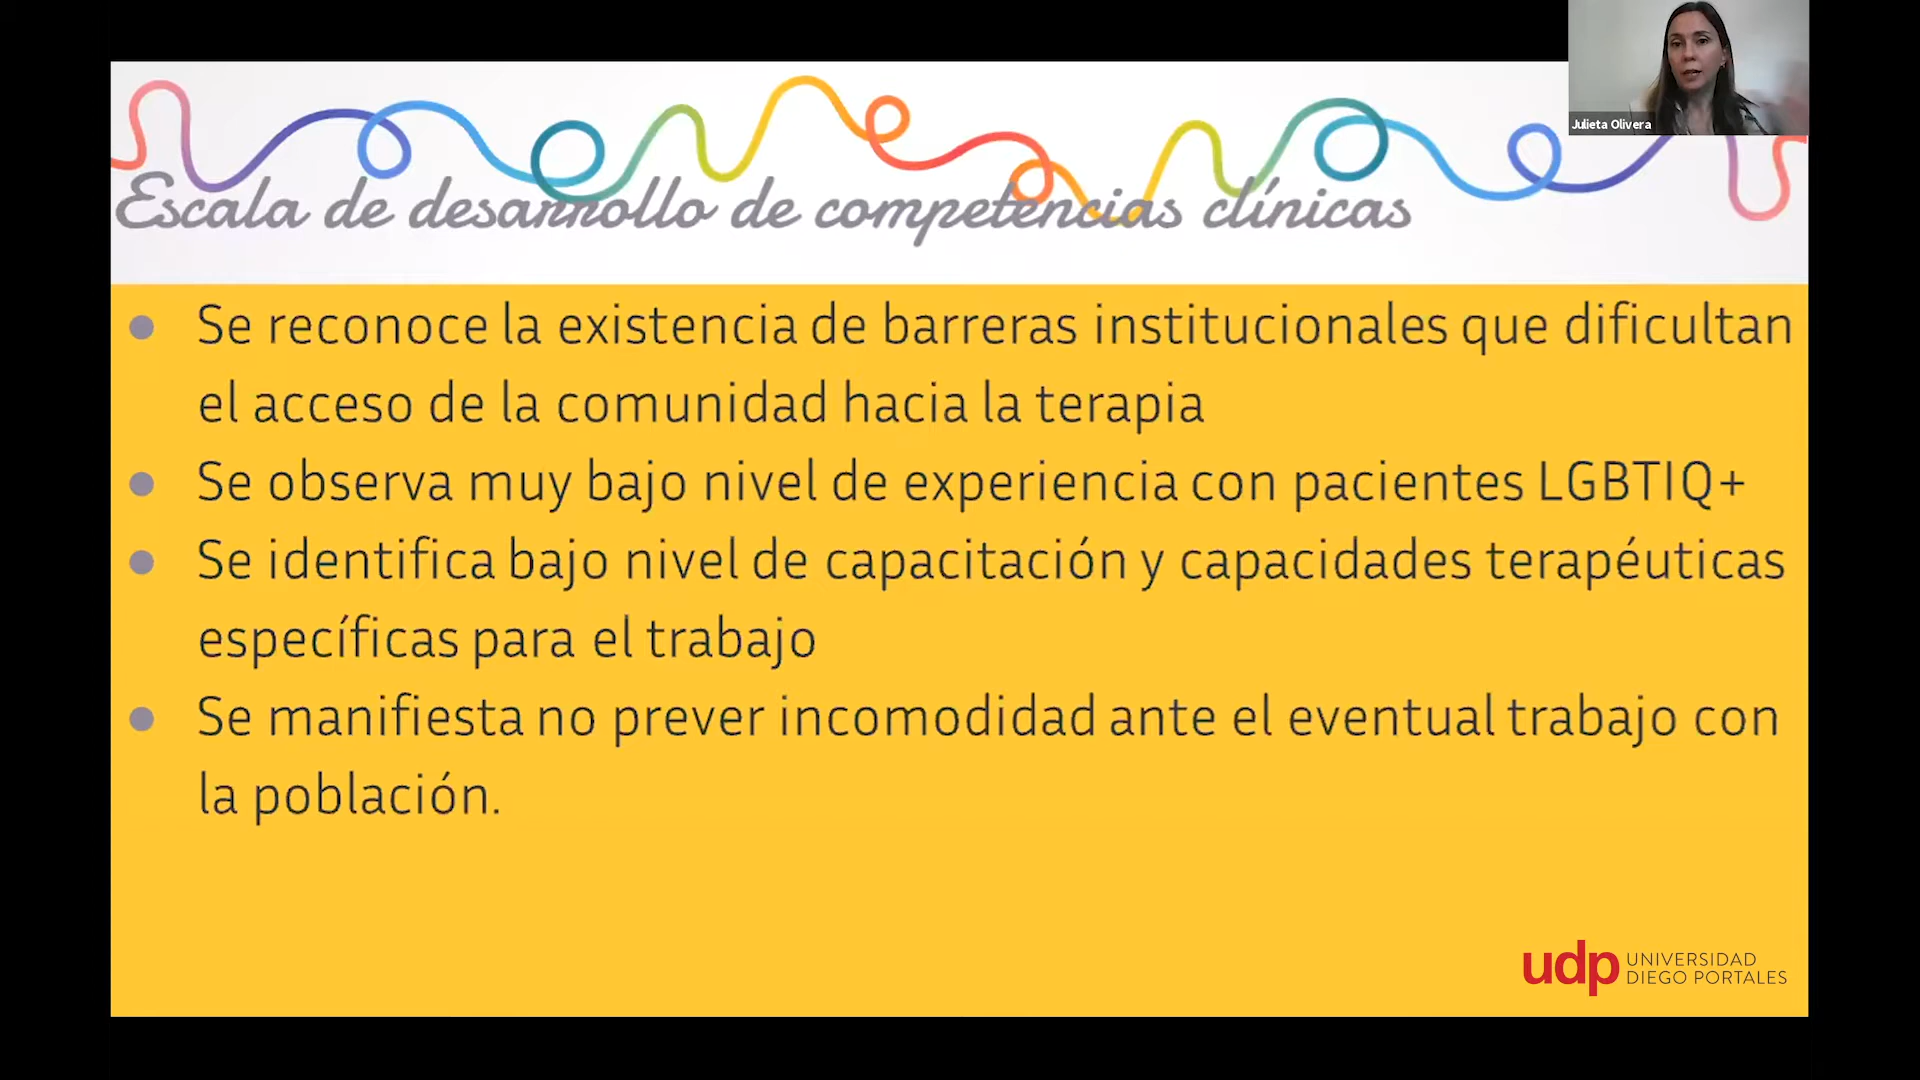 Julieta Olivera
Escala de desarrollo de competencias clínicas
● Se reconoce la existencia de barreras institucionales que dificultan
el acceso de la comunidad hacia la terapia
● Se observa muy bajo nivel de experiencia con pacientes LGBTIQ+
● Se identifica bajo nivel de capacitación y capacidades terapéuticas
específicas para el trabajo
● Se manifiesta no prever incomodidad ante el eventual trabajo con
la población.
udp UNIVERSIDAD
DIEGO PORTALES